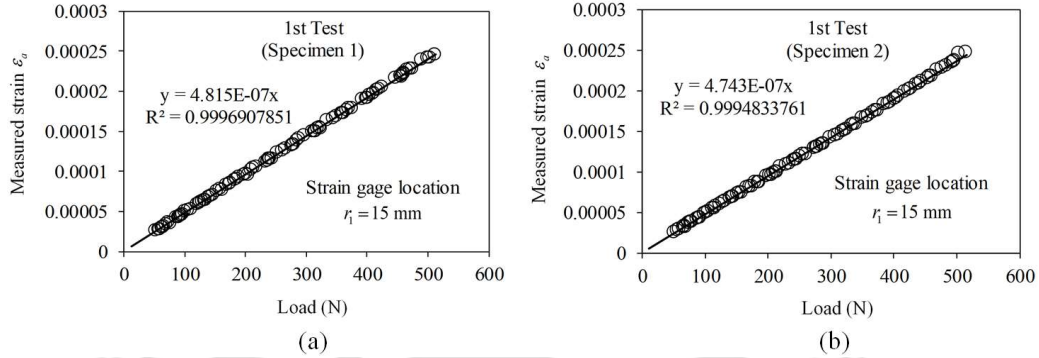 0.0003
0.00025
0.0002
0.00015
0.0001
0.00005
0
Measured strain εₐ
1st Test
(Specimen 1)
y = 4.815E-07x
R² = 0.9996907851
Strain gage location
r₁ = 15 mm
0 100 200 300 400 500 600
Load (N)
(a)
0.0003
0.00025
0.0002
0.00015
0.0001
0.00005
0
Measured strain εₐ
1st Test
(Specimen 2)
y = 4.743E-07x
R² = 0.9994833761
Strain gage location
r₁ = 15 mm
0 100 200 300 400 500 600
Load (N)
(b)